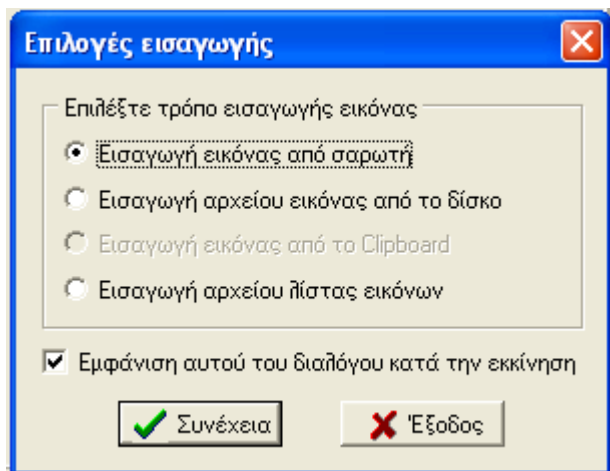 Επιλογές εισαγωγής
Επιλέξτε τρόπο εισαγωγής εικόνας
Εισαγωγή εικόνας από σαρωτή
Εισαγωγή αρχείου εικόνας από το δίσκο
Εισαγωγή εικόνας από το Clipboard
Εισαγωγή αρχείου λίστας εικόνων
Εμφάνιση αυτού του διαλόγου κατά την εκκίνηση
Συνέχεια Έξοδος